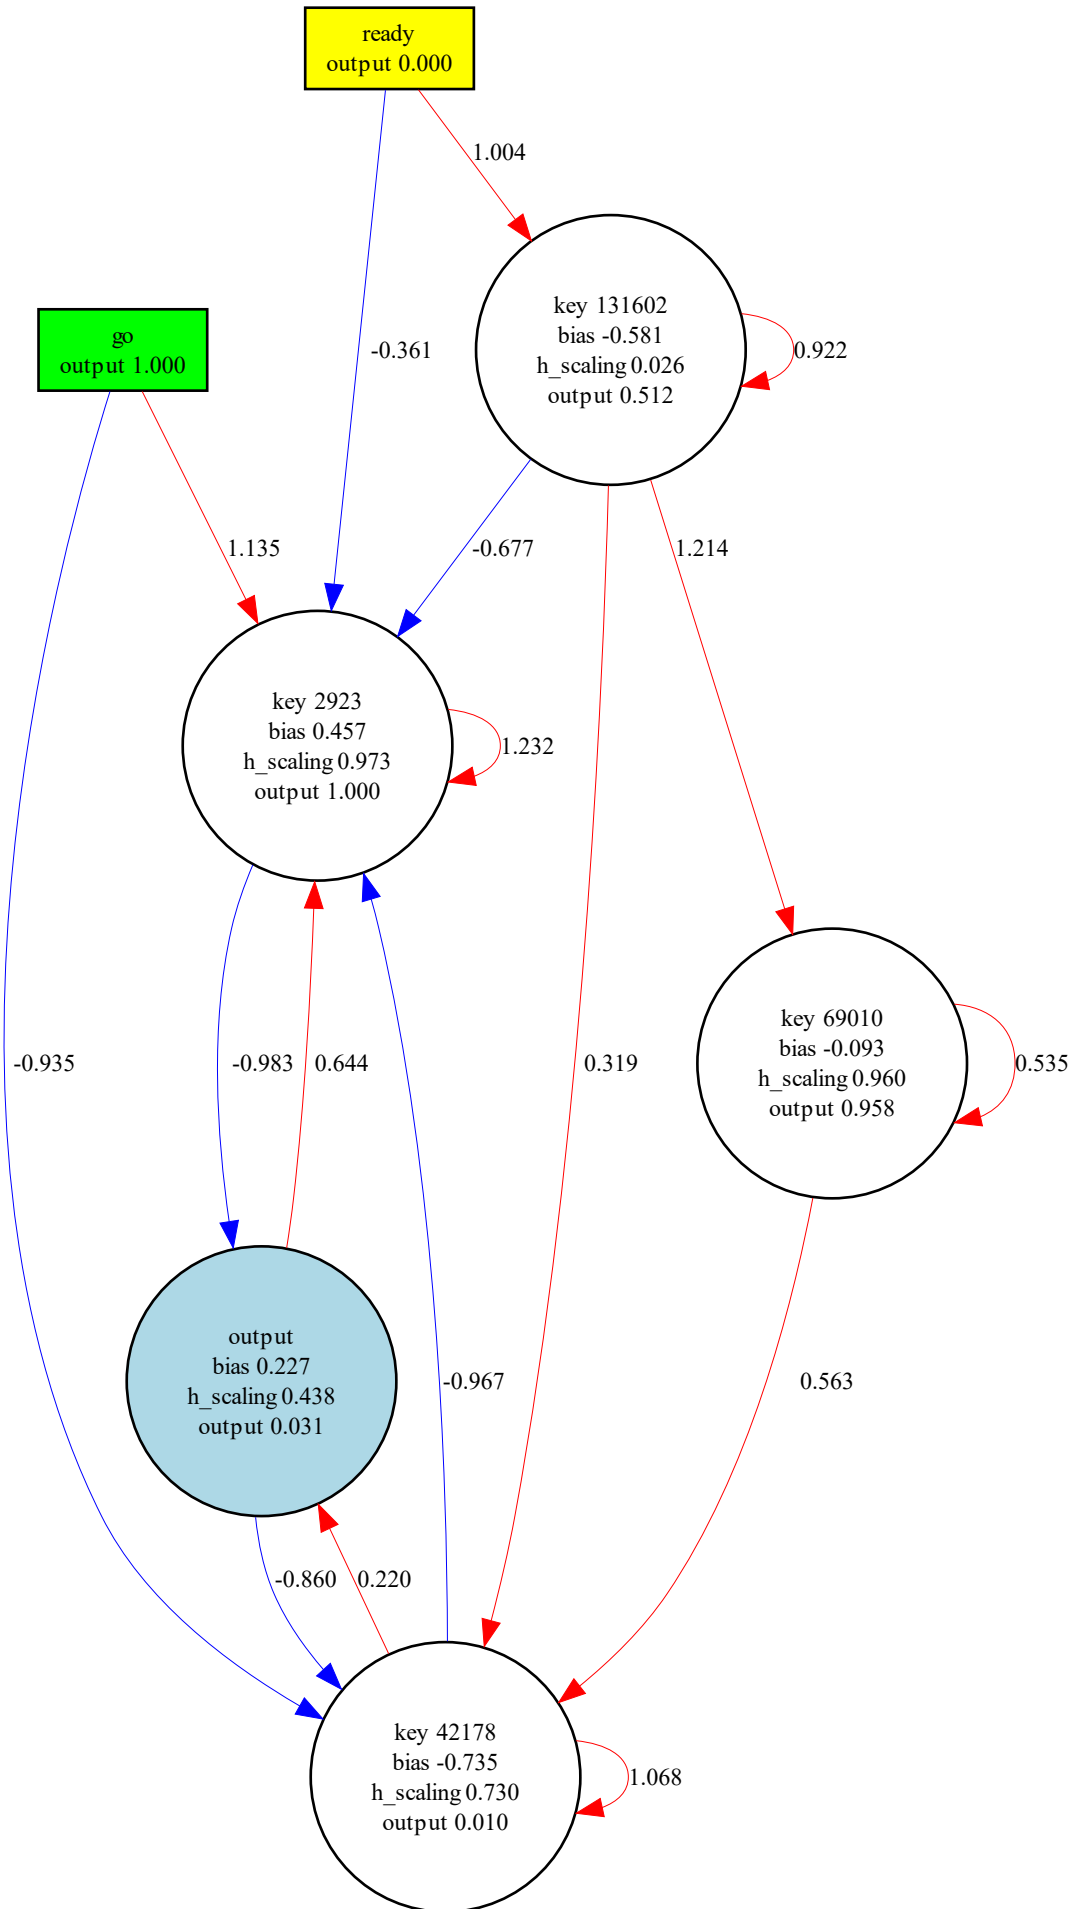 ready
output 0.000
1.004
key 131602
bias -0.581
h_scaling 0.026
output 0.512
0.922
go
output 1.000
-0.361
1.135
-0.677
1.214
key 2923
bias 0.457
h_scaling 0.973
output 1.000
1.232
key 69010
bias -0.093
h_scaling 0.960
output 0.958
0.535
-0.935
-0.983
0.644
0.319
output
bias 0.227
h_scaling 0.438
output 0.031
-0.967
0.563
-0.860
0.220
key 42178
bias -0.735
h_scaling 0.730
output 0.010
1.068